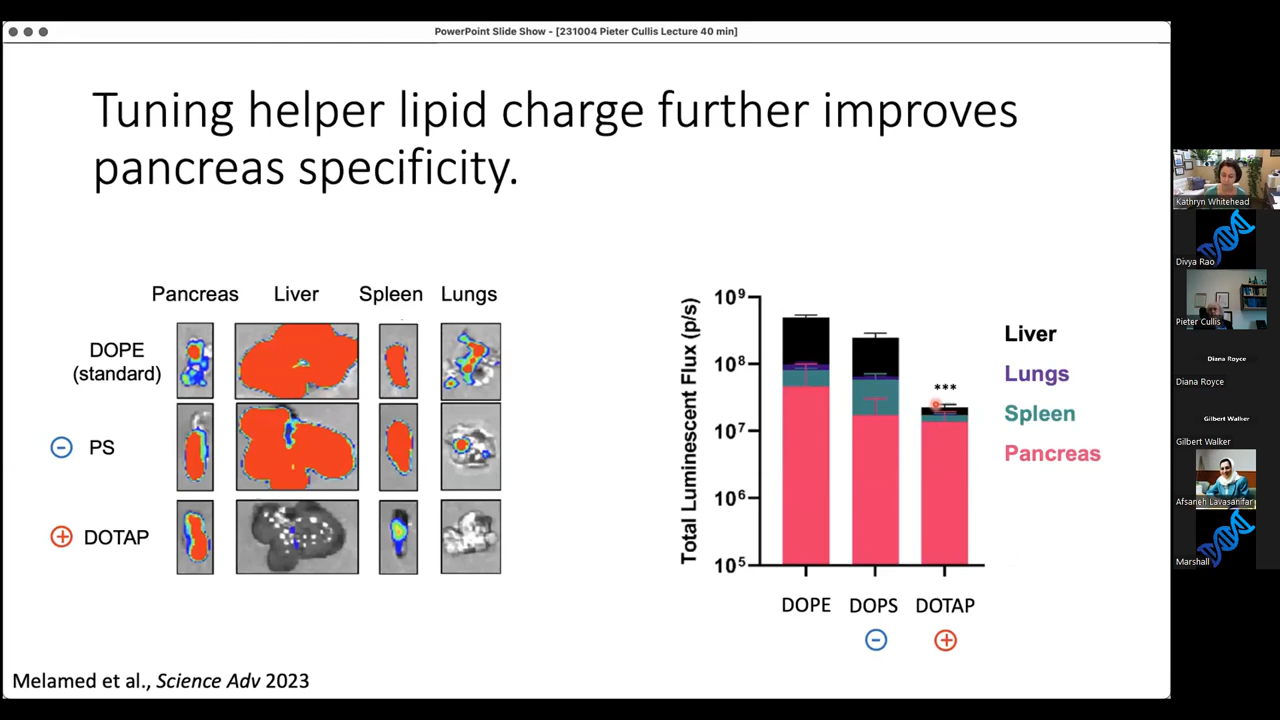 PowerPoint Slide Show - [231004 Pieter Cullis Lecture 40 min]
Tuning helper lipid charge further improves
pancreas specificity.
Pancreas Liver Spleen Lungs
DOPE
(standard)
− PS
+ DOTAP
Total Luminescent Flux (p/s)
10⁹
10⁸
10⁷
10⁶
10⁵
***
DOPE DOPS DOTAP
− +
Liver
Lungs
Spleen
Pancreas
Melamed et al., Science Adv 2023
Kathryn Whitehead
Divya Rao
Pieter Cullis
Diana Royce
Diana Royce
Gilbert Walker
Gilbert Walker
Afsaneh Lavasanifar
Marshall